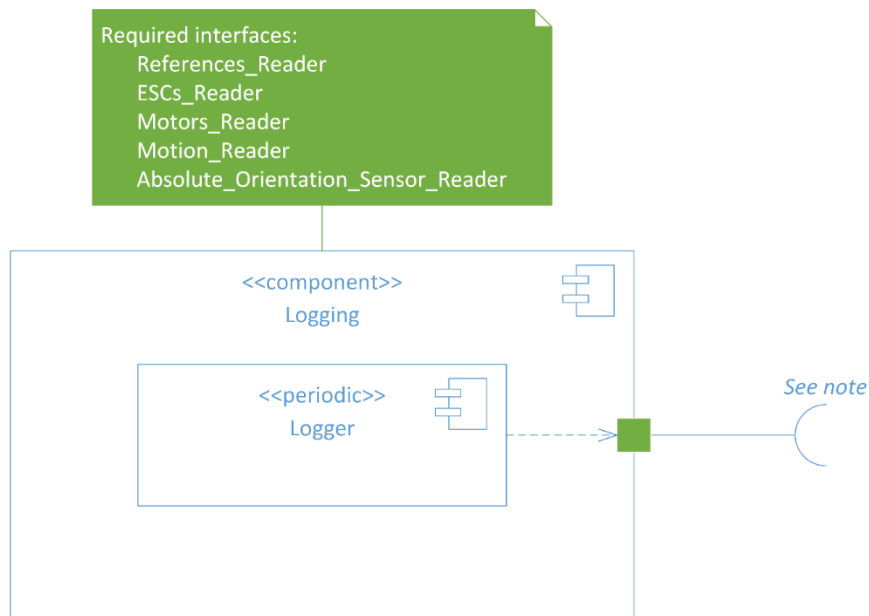 Required interfaces:
References_Reader
ESCs_Reader
Motors_Reader
Motion_Reader
Absolute_Orientation_Sensor_Reader
<<component>>
Logging
<<periodic>>
Logger
See note